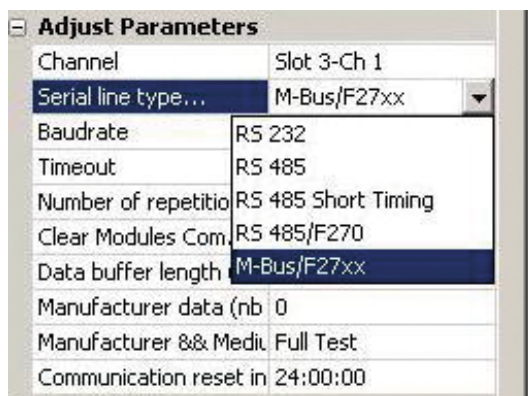 Adjust Parameters
Channel Slot 3-Ch 1
Serial line type... M-Bus/F27xx
Baudrate RS 232
Timeout RS 485
Number of repetitio RS 485 Short Timing
Clear Modules Com. RS 485/F270
Data buffer length M-Bus/F27xx
Manufacturer data (nb 0
Manufacturer && Mediu Full Test
Communication reset in 24:00:00